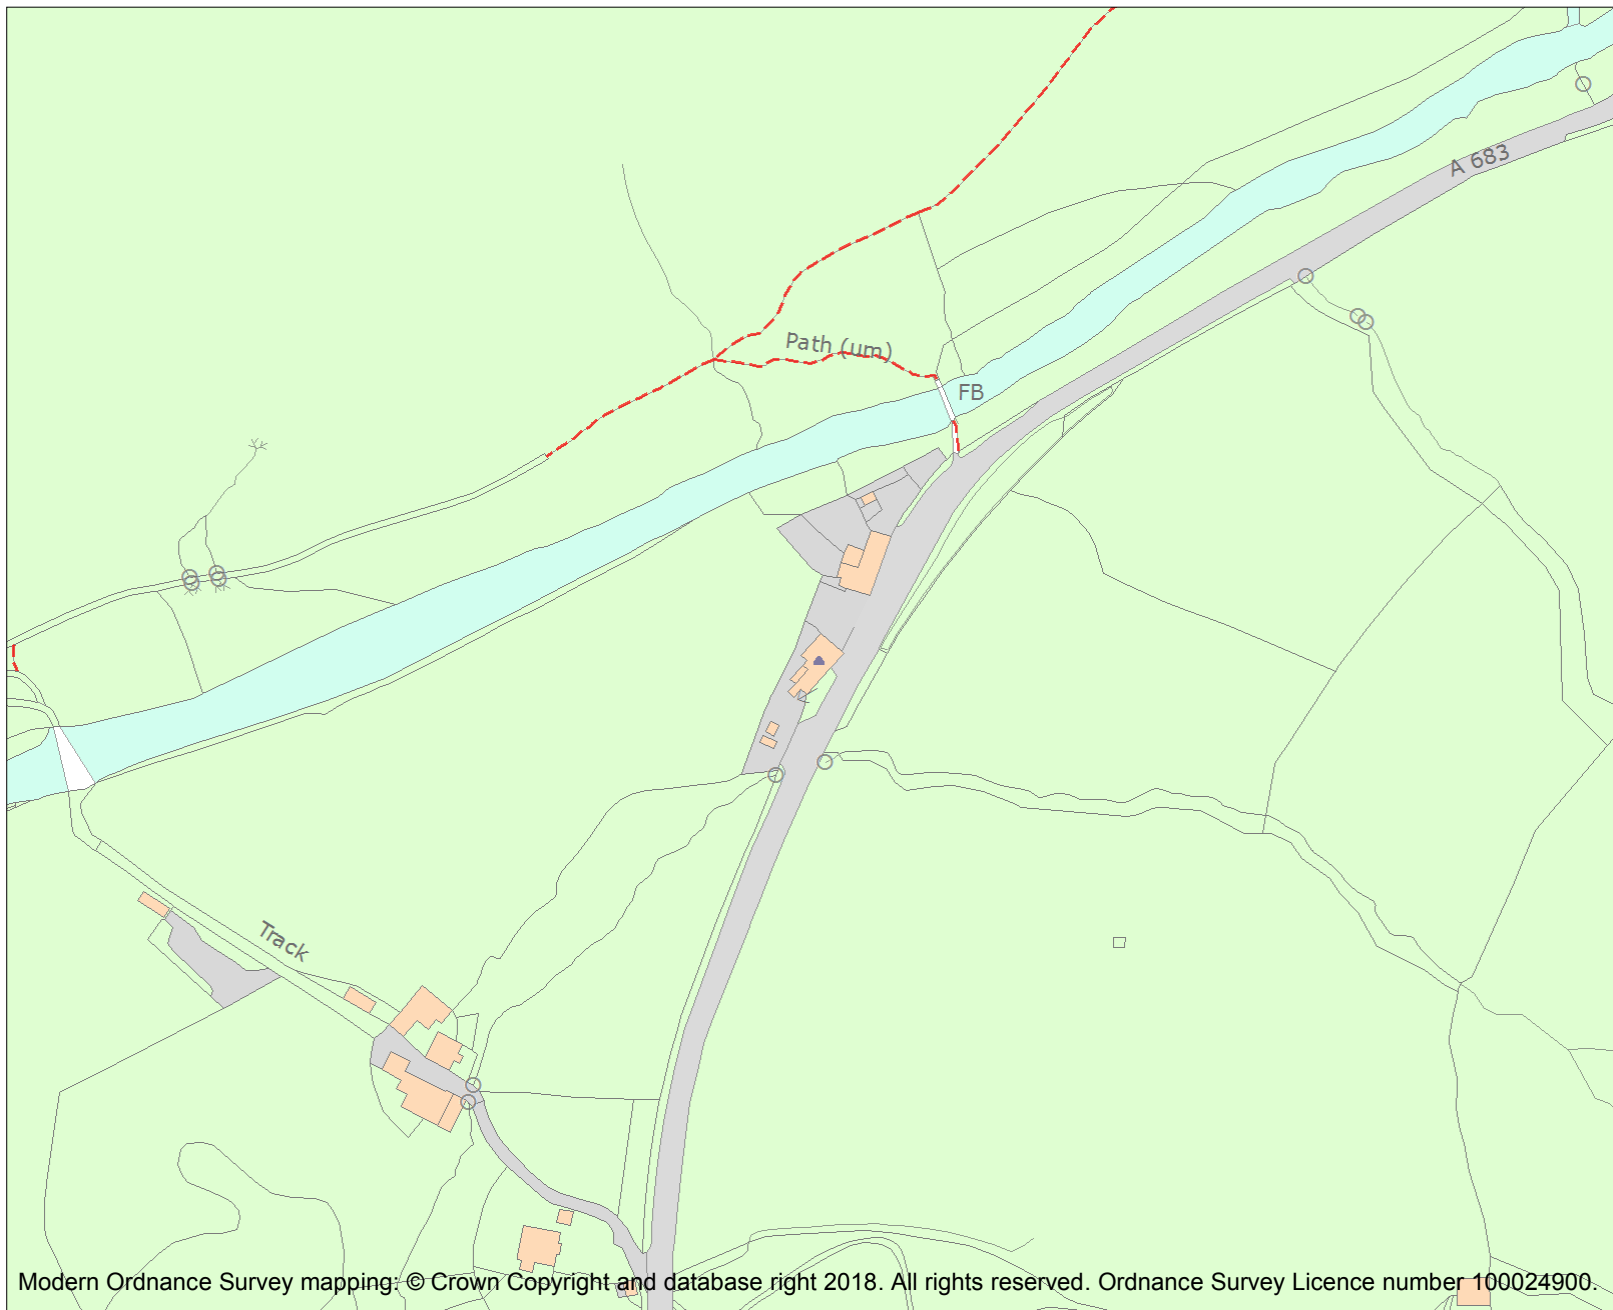 A 683
Path (um)
FB
Track
Modern Ordnance Survey mapping: © Crown Copyright and database right 2018. All rights reserved. Ordnance Survey Licence number 100024900.